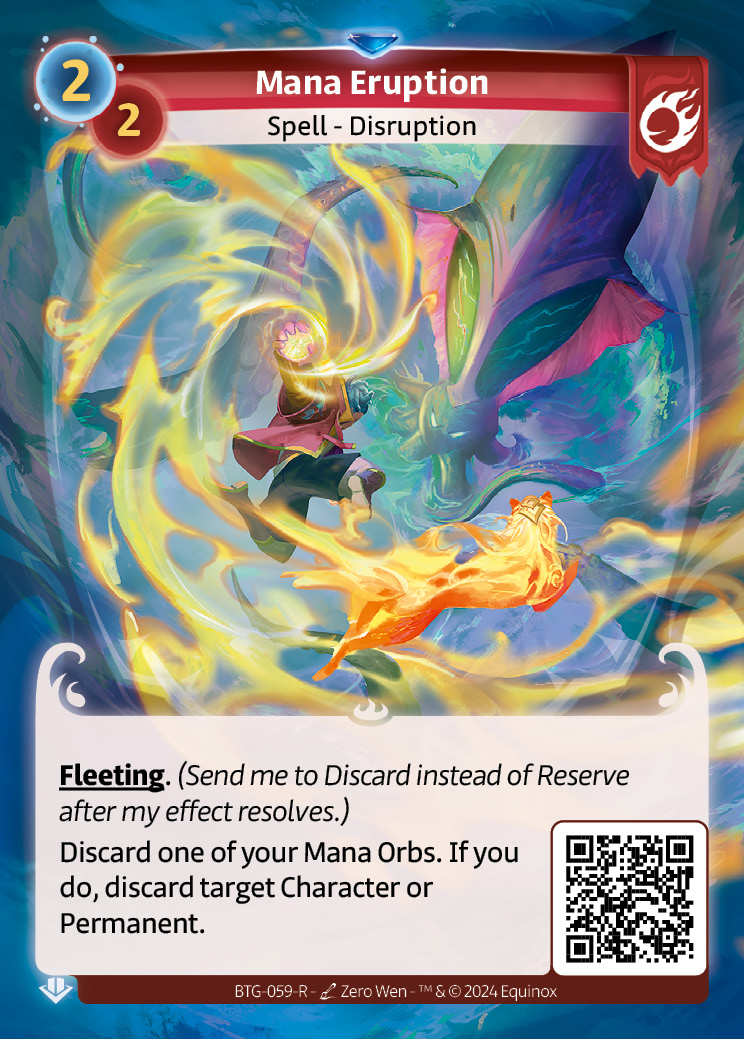 2
Mana Eruption
2
Spell - Disruption
Fleeting. (Send me to Discard instead of Reserve
after my effect resolves.)
Discard one of your Mana Orbs. If you
do, discard target Character or
Permanent.
BTG-059-R - Zero Wen - ™ & © 2024 Equinox